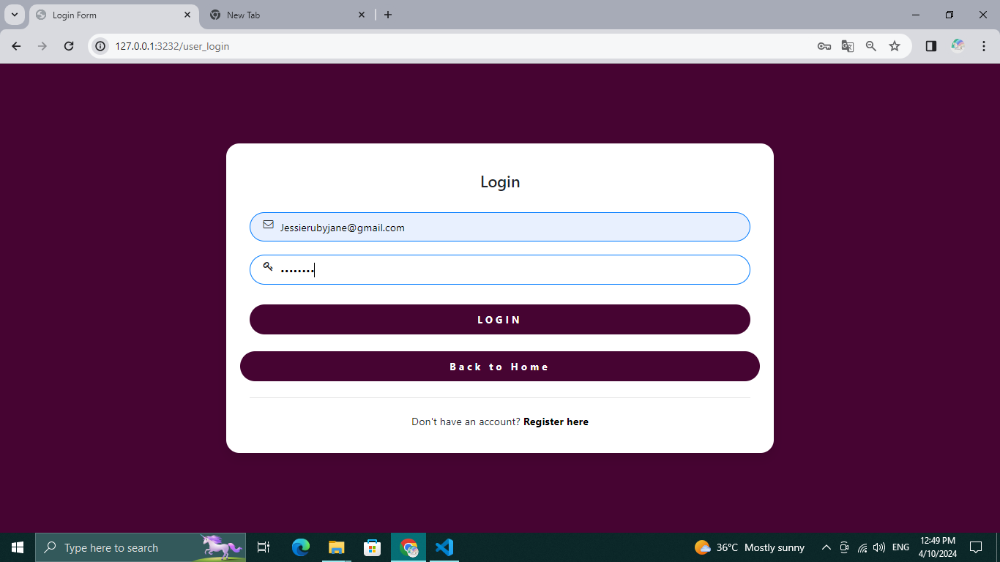 Login Form
New Tab
127.0.0.1:3232/user_login
Login
Jessierubyjane@gmail.com
••••••••
LOGIN
Back to Home
Don't have an account? Register here
Type here to search
36°C Mostly sunny
ENG
12:49 PM
4/10/2024